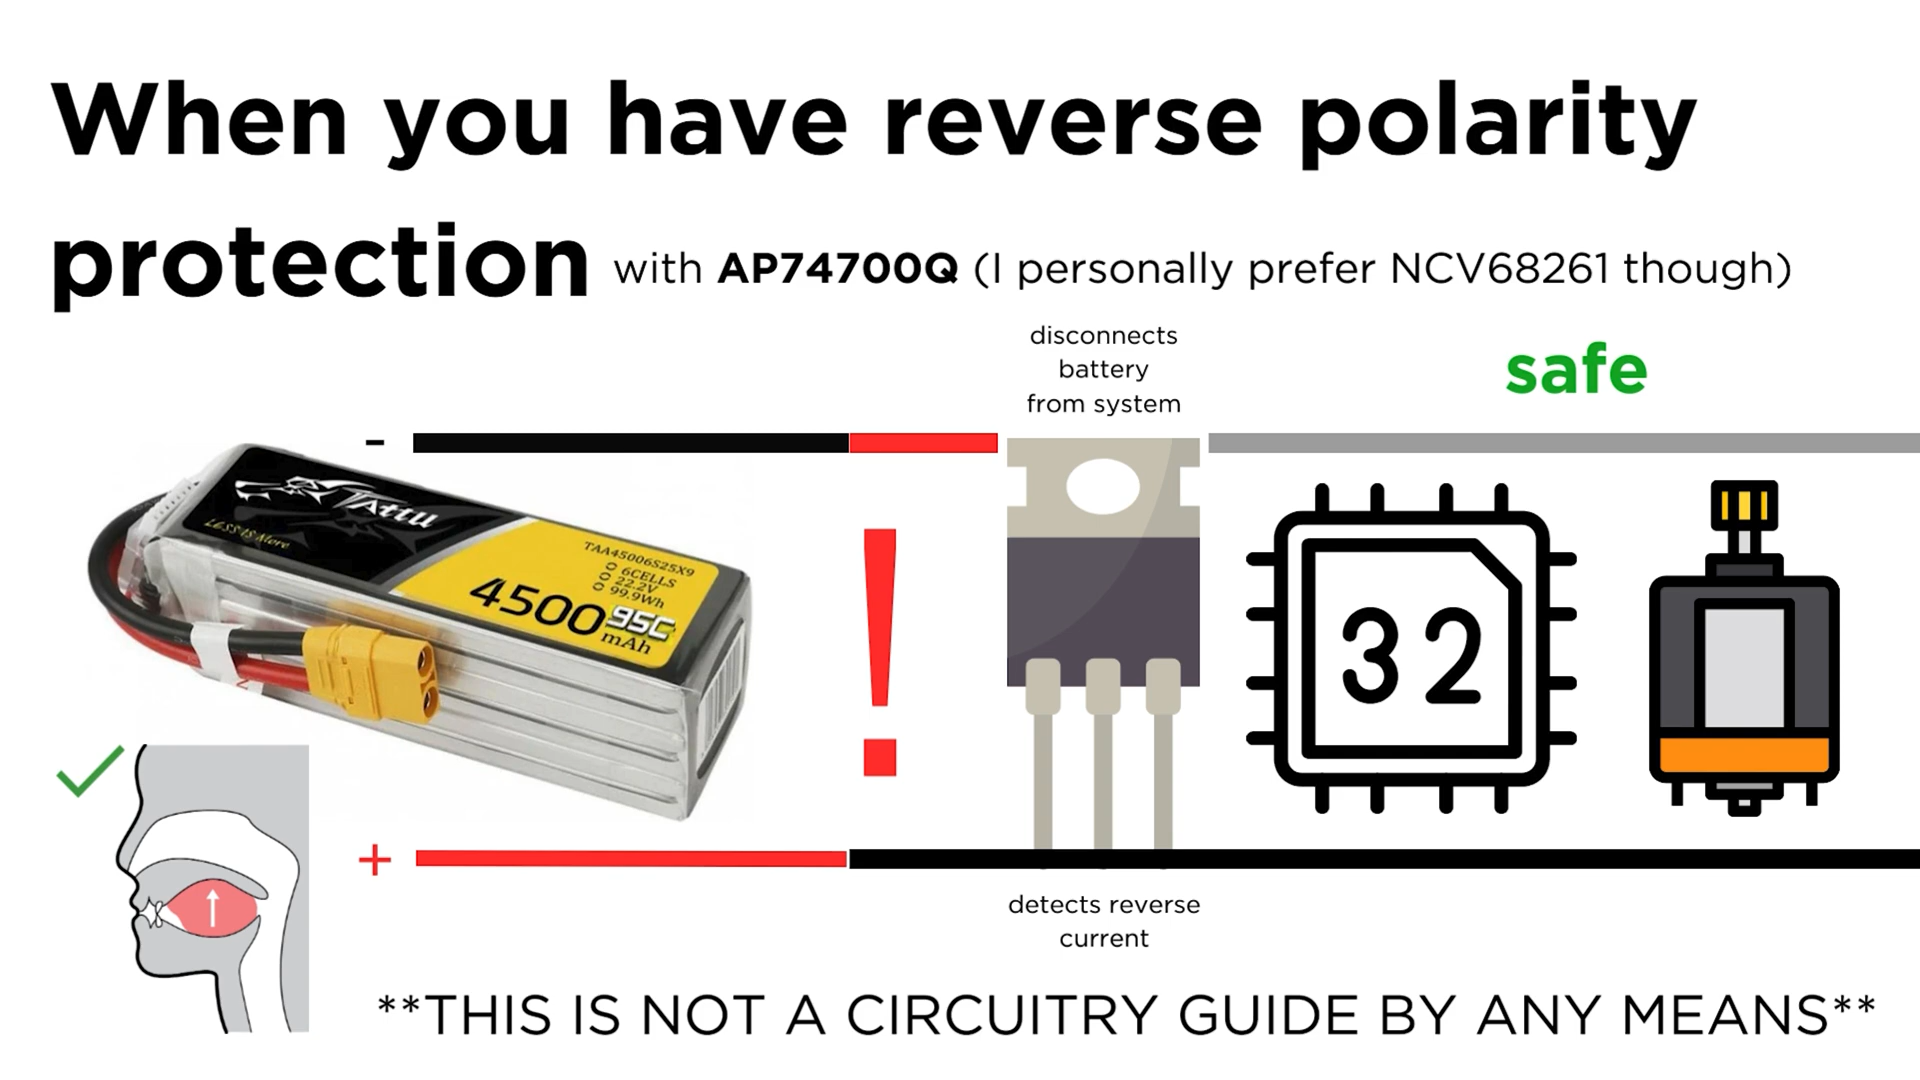 When you have reverse polarity
protection with AP74700Q (I personally prefer NCV68261 though)
disconnects
battery
from system
safe
-
TATTU
LESS IS More
TAA45006S25X9
6CELLS
22.2V
99.9Wh
4500 95C
mAh
!
32
+
detects reverse
current
**THIS IS NOT A CIRCUITRY GUIDE BY ANY MEANS**